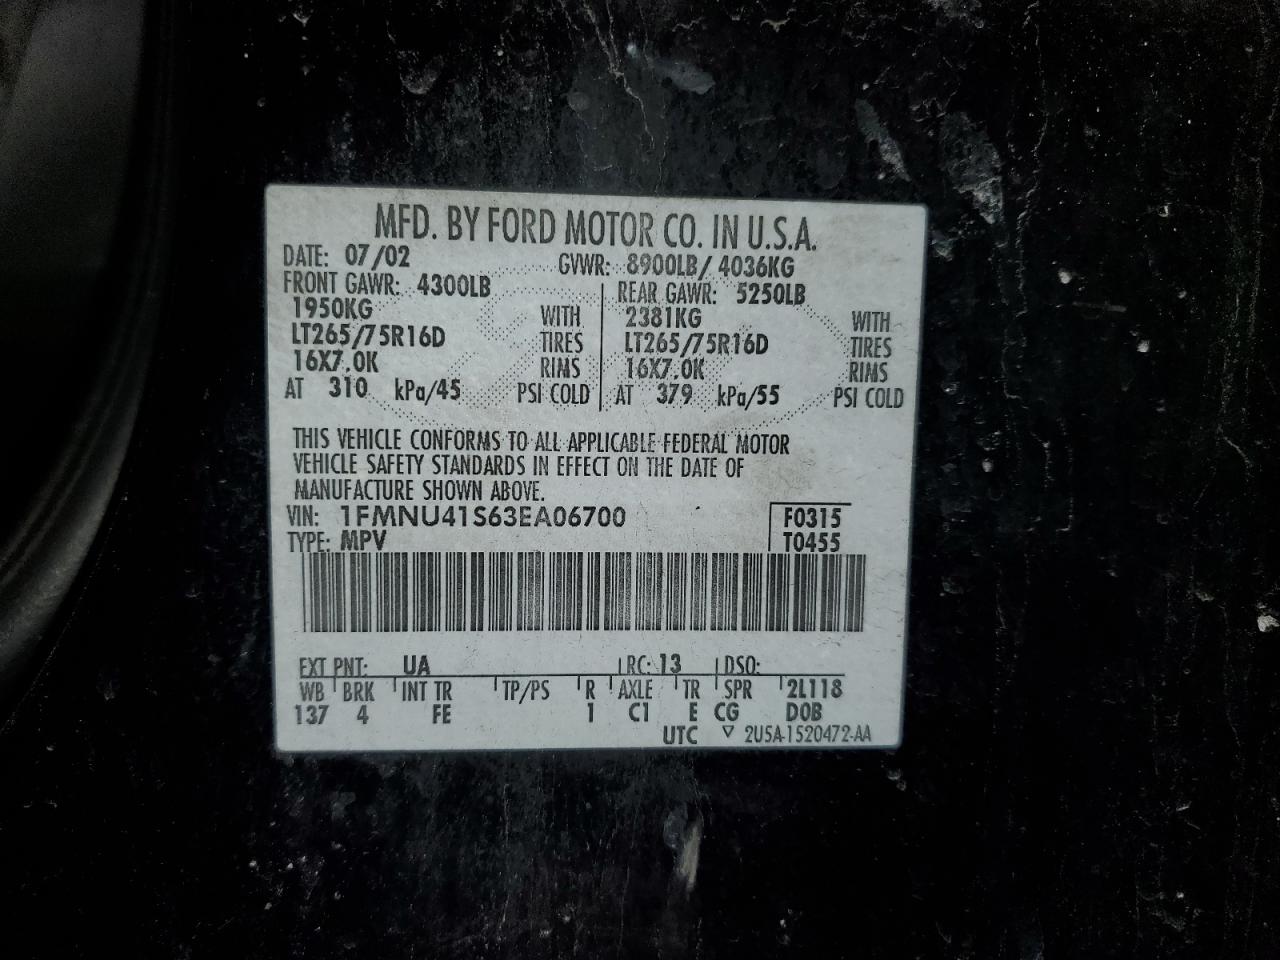 MFD. BY FORD MOTOR CO. IN U.S.A.
DATE: 07/02 GVWR: 8900LB/ 4036KG
FRONT GAWR: 4300LB REAR GAWR: 5250LB
1950KG WITH 2381KG WITH
LT265/75R16D TIRES LT265/75R16D TIRES
16X7.0K RIMS 16X7.0K RIMS
AT 310 kPa/45 PSI COLD AT 379 kPa/55 PSI COLD
THIS VEHICLE CONFORMS TO ALL APPLICABLE FEDERAL MOTOR
VEHICLE SAFETY STANDARDS IN EFFECT ON THE DATE OF
MANUFACTURE SHOWN ABOVE.
VIN: 1FMNU41S63EA06700 F0315
TYPE: MPV T0455
EXT PNT: UA RC: 13 DSO:
WB BRK INT TR TP/PS R AXLE TR SPR 2L118
137 4 FE 1 C1 E CG DOB
UTC ▽ 2U5A-1520472-AA